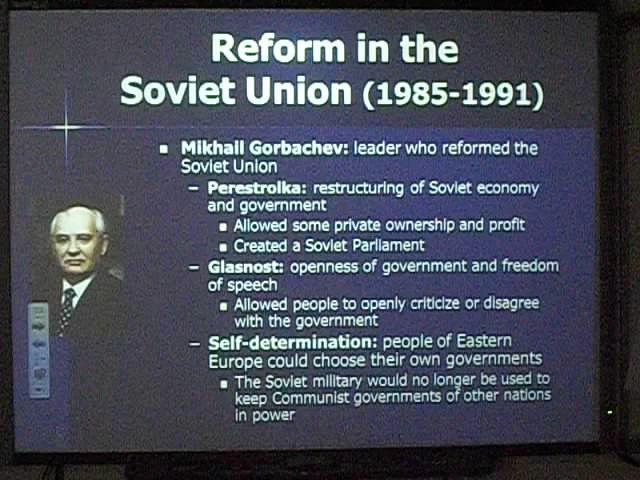 Reform in the
Soviet Union (1985-1991)
Mikhail Gorbachev: leader who reformed the
Soviet Union
– Perestroika: restructuring of Soviet economy
and government
Allowed some private ownership and profit
Created a Soviet Parliament
– Glasnost: openness of government and freedom
of speech
Allowed people to openly criticize or disagree
with the government
– Self-determination: people of Eastern
Europe could choose their own governments
The Soviet military would no longer be used to
keep Communist governments of other nations
in power